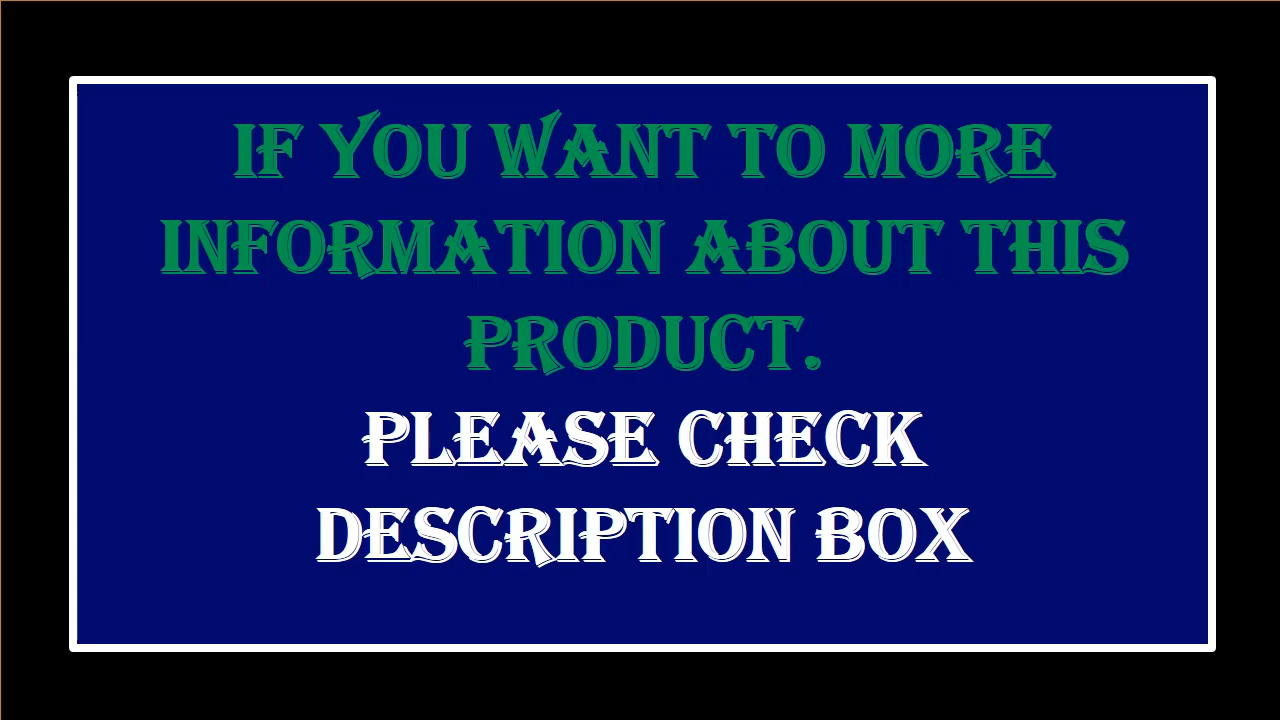 IF YOU WANT TO MORE
INFORMATION ABOUT THIS
PRODUCT.
PLEASE CHECK
DESCRIPTION BOX